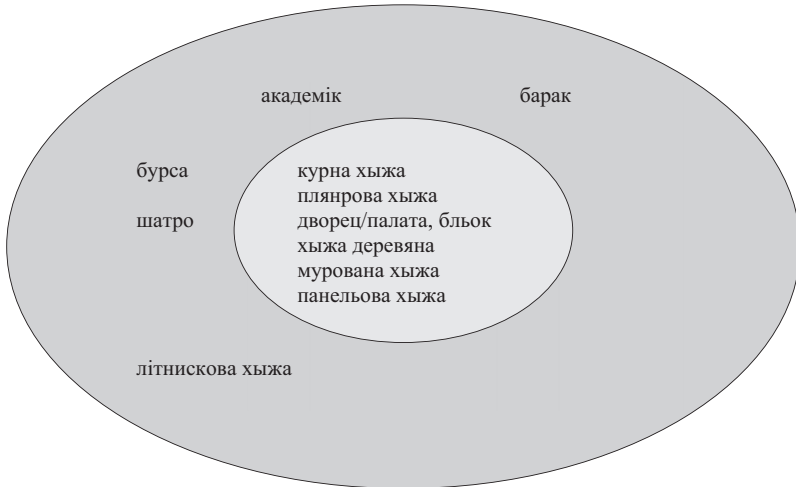 академік барак
бурса курна хыжа
плянрова хыжа
шатро дворец/палата, бльок
хыжа деревяна
мурована хыжа
панельова хыжа
літнискова хыжа